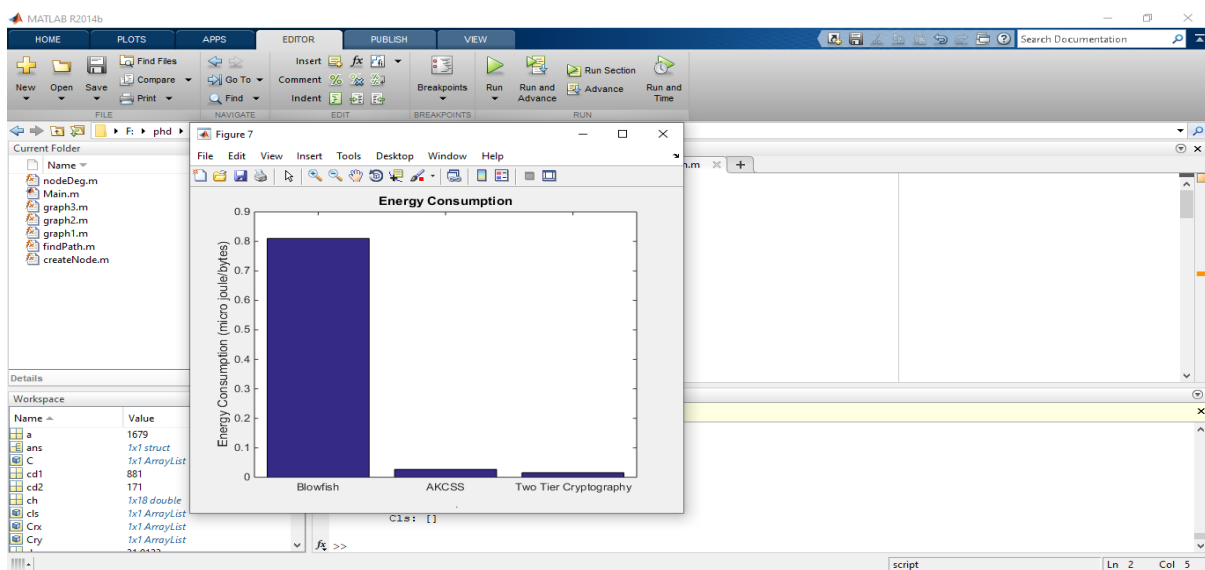 MATLAB R2014b
HOME PLOTS APPS EDITOR PUBLISH VIEW
Search Documentation
New Open Save
Find Files
Compare
Print
FILE
Go To
Find
NAVIGATE
Insert fx
Comment
Indent
EDIT
Breakpoints
BREAKPOINTS
Run
Run and Advance
Run Section
Advance
Run and Time
RUN
F: phd
Current Folder
Name
nodeDeg.m
Main.m
graph3.m
graph2.m
graph1.m
findPath.m
createNode.m
Details
Workspace
Name Value
a 1679
ans 1x1 struct
C 1x1 ArrayList
cd1 881
cd2 171
ch 1x18 double
cls 1x1 ArrayList
Crx 1x1 ArrayList
Cry 1x1 ArrayList
Figure 7
File Edit View Insert Tools Desktop Window Help
Energy Consumption
Energy Consumption (micro joule/bytes)
0.9
0.8
0.7
0.6
0.5
0.4
0.3
0.2
0.1
0
Blowfish AKCSS Two Tier Cryptography
Cls: []
fx >>
script Ln 2 Col 5